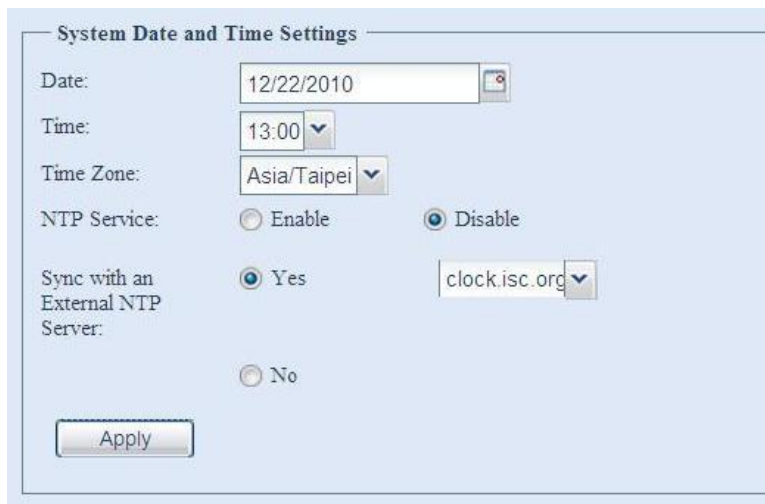 System Date and Time Settings
Date: 12/22/2010
Time: 13:00
Time Zone: Asia/Taipei
NTP Service: Enable Disable
Sync with an Yes clock.isc.org
External NTP
Server:
No
Apply